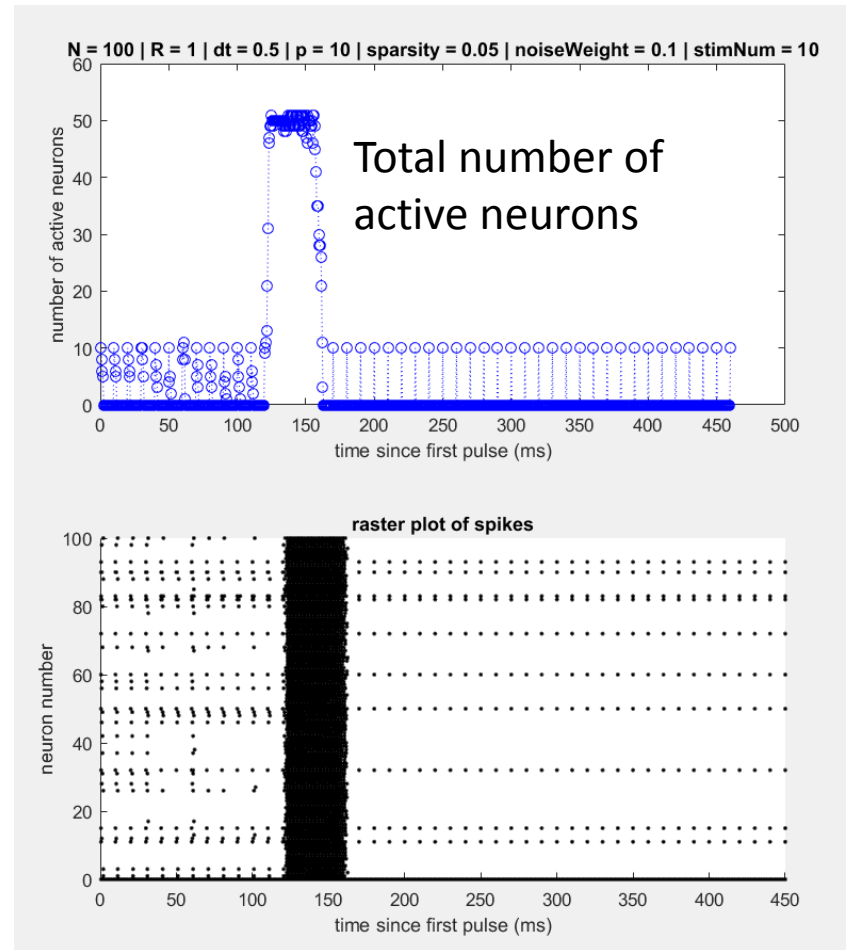 N = 100 | R = 1 | dt = 0.5 | p = 10 | sparsity = 0.05 | noiseWeight = 0.1 | stimNum = 10
60
50
40
30
20
10
0
number of active neurons
Total number of
active neurons
0 50 100 150 200 250 300 350 400 450 500
time since first pulse (ms)
raster plot of spikes
100
80
60
40
20
0
neuron number
0 50 100 150 200 250 300 350 400 450
time since first pulse (ms)